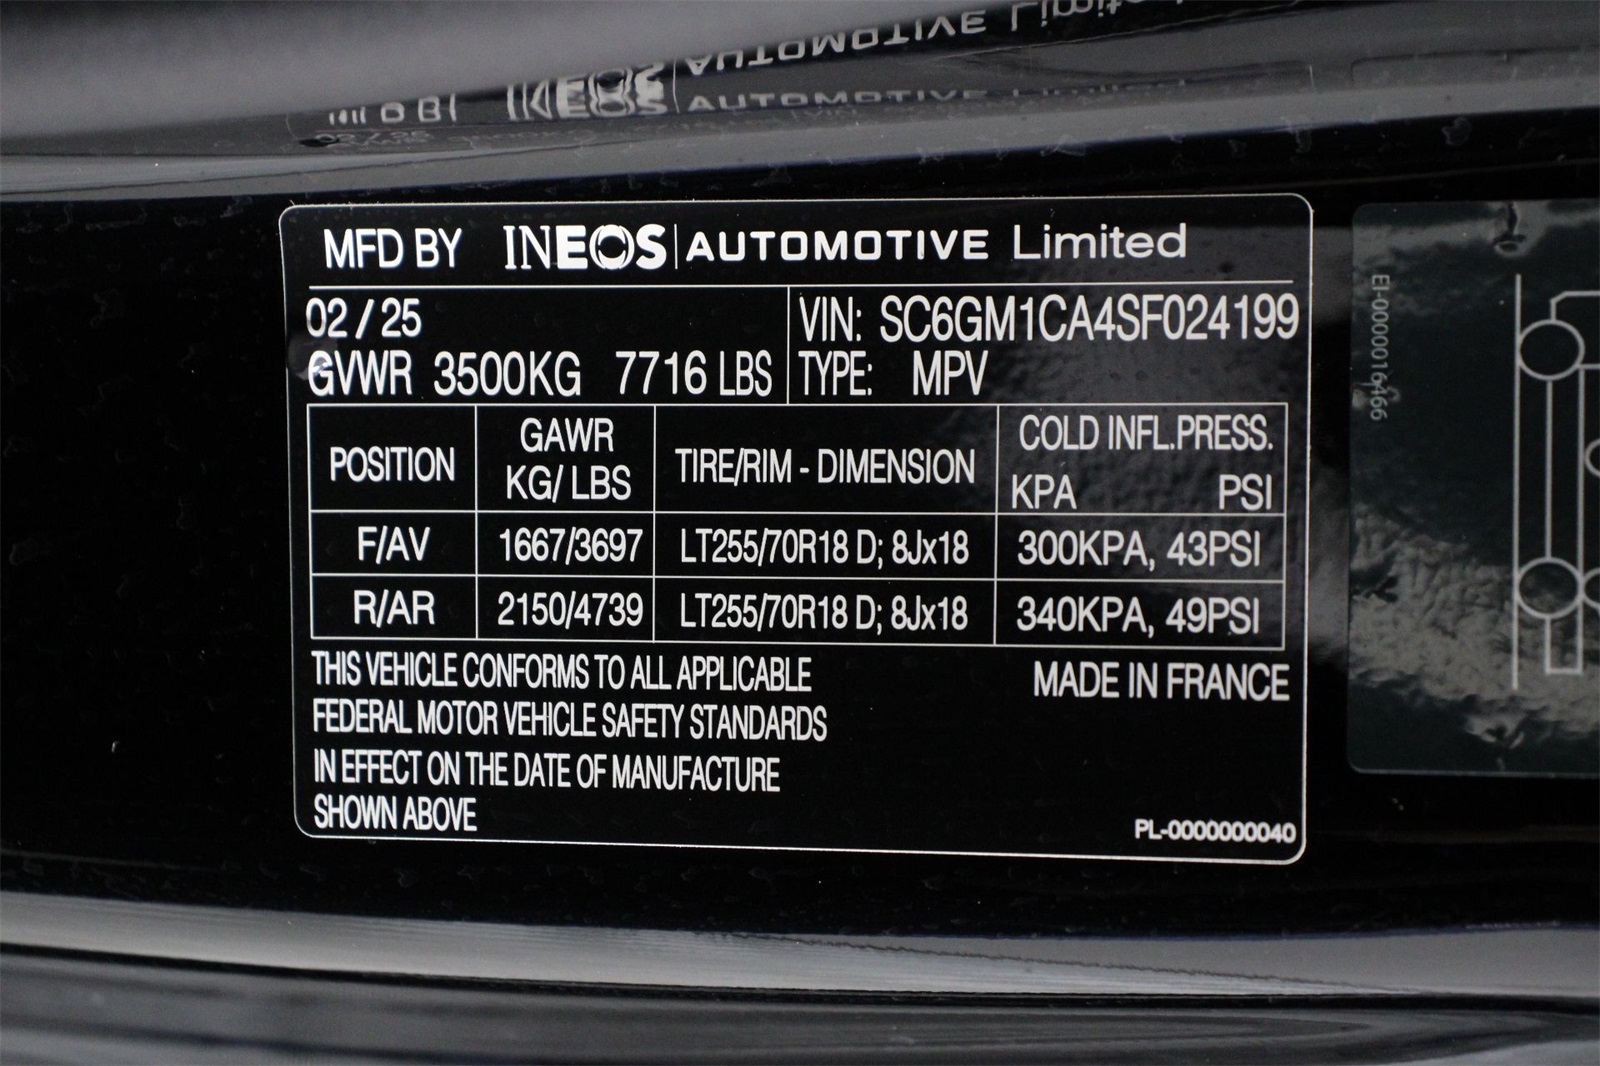 MFD BY INEOS AUTOMOTIVE Limited
02 / 25
VIN: SC6GM1CA4SF024199
GVWR 3500KG 7716 LBS
TYPE: MPV
POSITION GAWR KG/ LBS TIRE/RIM - DIMENSION COLD INFL.PRESS. KPA PSI
F/AV 1667/3697 LT255/70R18 D; 8Jx18 300KPA, 43PSI
R/AR 2150/4739 LT255/70R18 D; 8Jx18 340KPA, 49PSI
THIS VEHICLE CONFORMS TO ALL APPLICABLE
FEDERAL MOTOR VEHICLE SAFETY STANDARDS
IN EFFECT ON THE DATE OF MANUFACTURE
SHOWN ABOVE
MADE IN FRANCE
PL-0000000040
EI-0000016466